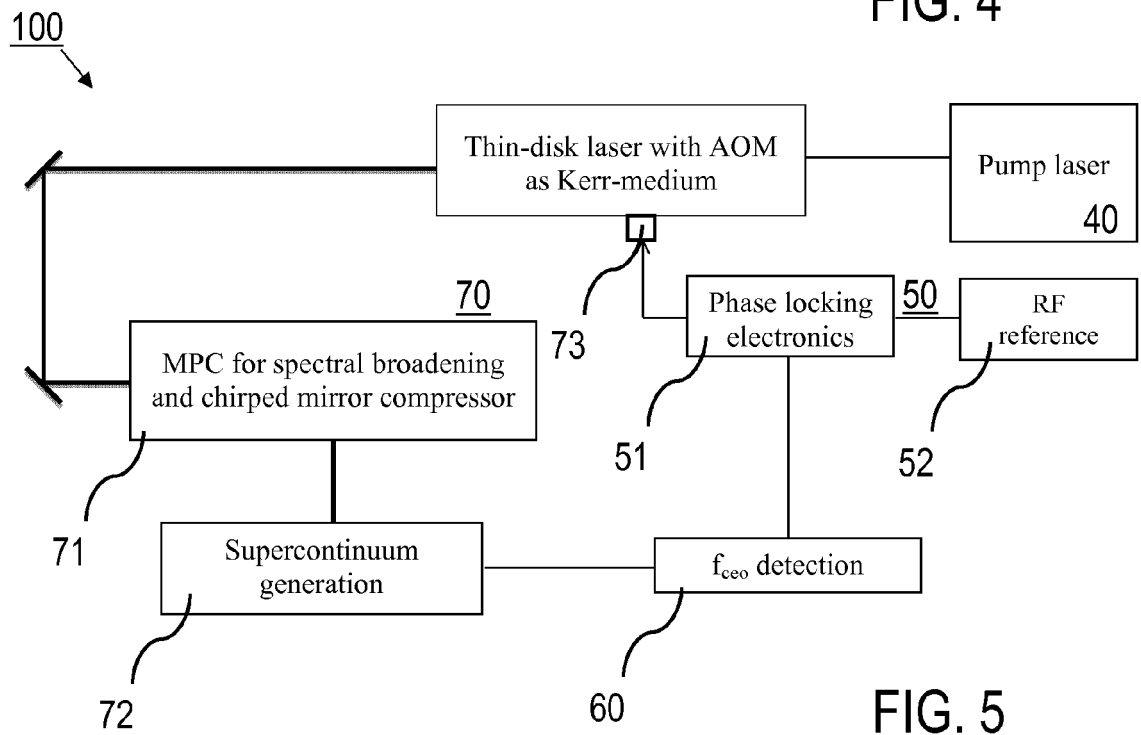 FIG. 4
100
Thin-disk laser with AOM
as Kerr-medium
Pump laser
40
73
Phase locking
electronics
50
RF
reference
70
MPC for spectral broadening
and chirped mirror compressor
51
52
71
Supercontinuum
generation
f_ceo detection
72
60
FIG. 5